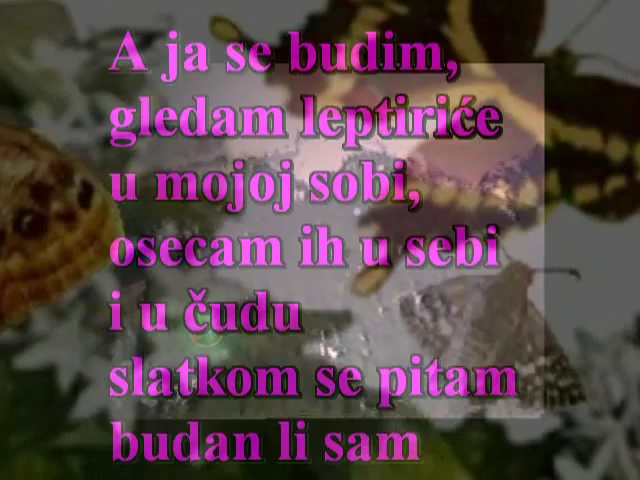 A ja se budim,
gledam leptiriće
u mojoj sobi,
osecam ih u sebi
i u čudu
slatkom se pitam
budan li sam